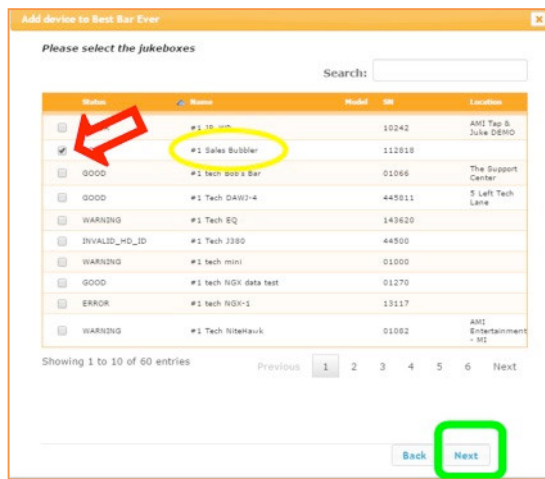 Add device to Best Bar Ever
Please select the jukeboxes
Search:
Status Name Model SN Location
10242 AMI Tap & Juke DEMO
#1 Sales Bubbler 112818
GOOD #1 tech Bob's Bar 01066 The Support Center
GOOD #1 Tech DAWJ-4 445811 5 Left Tech Lane
WARNING #1 Tech EQ 143620
INVALID_HD_ID #1 Tech J380 44500
WARNING #1 tech mini 01000
GOOD #1 tech NGX data test 01270
ERROR #1 tech NGX-1 13117
WARNING #1 Tech NiteHawk 01082 AMI Entertainment - MI
Showing 1 to 10 of 60 entries
Previous 1 2 3 4 5 6 Next
Back Next